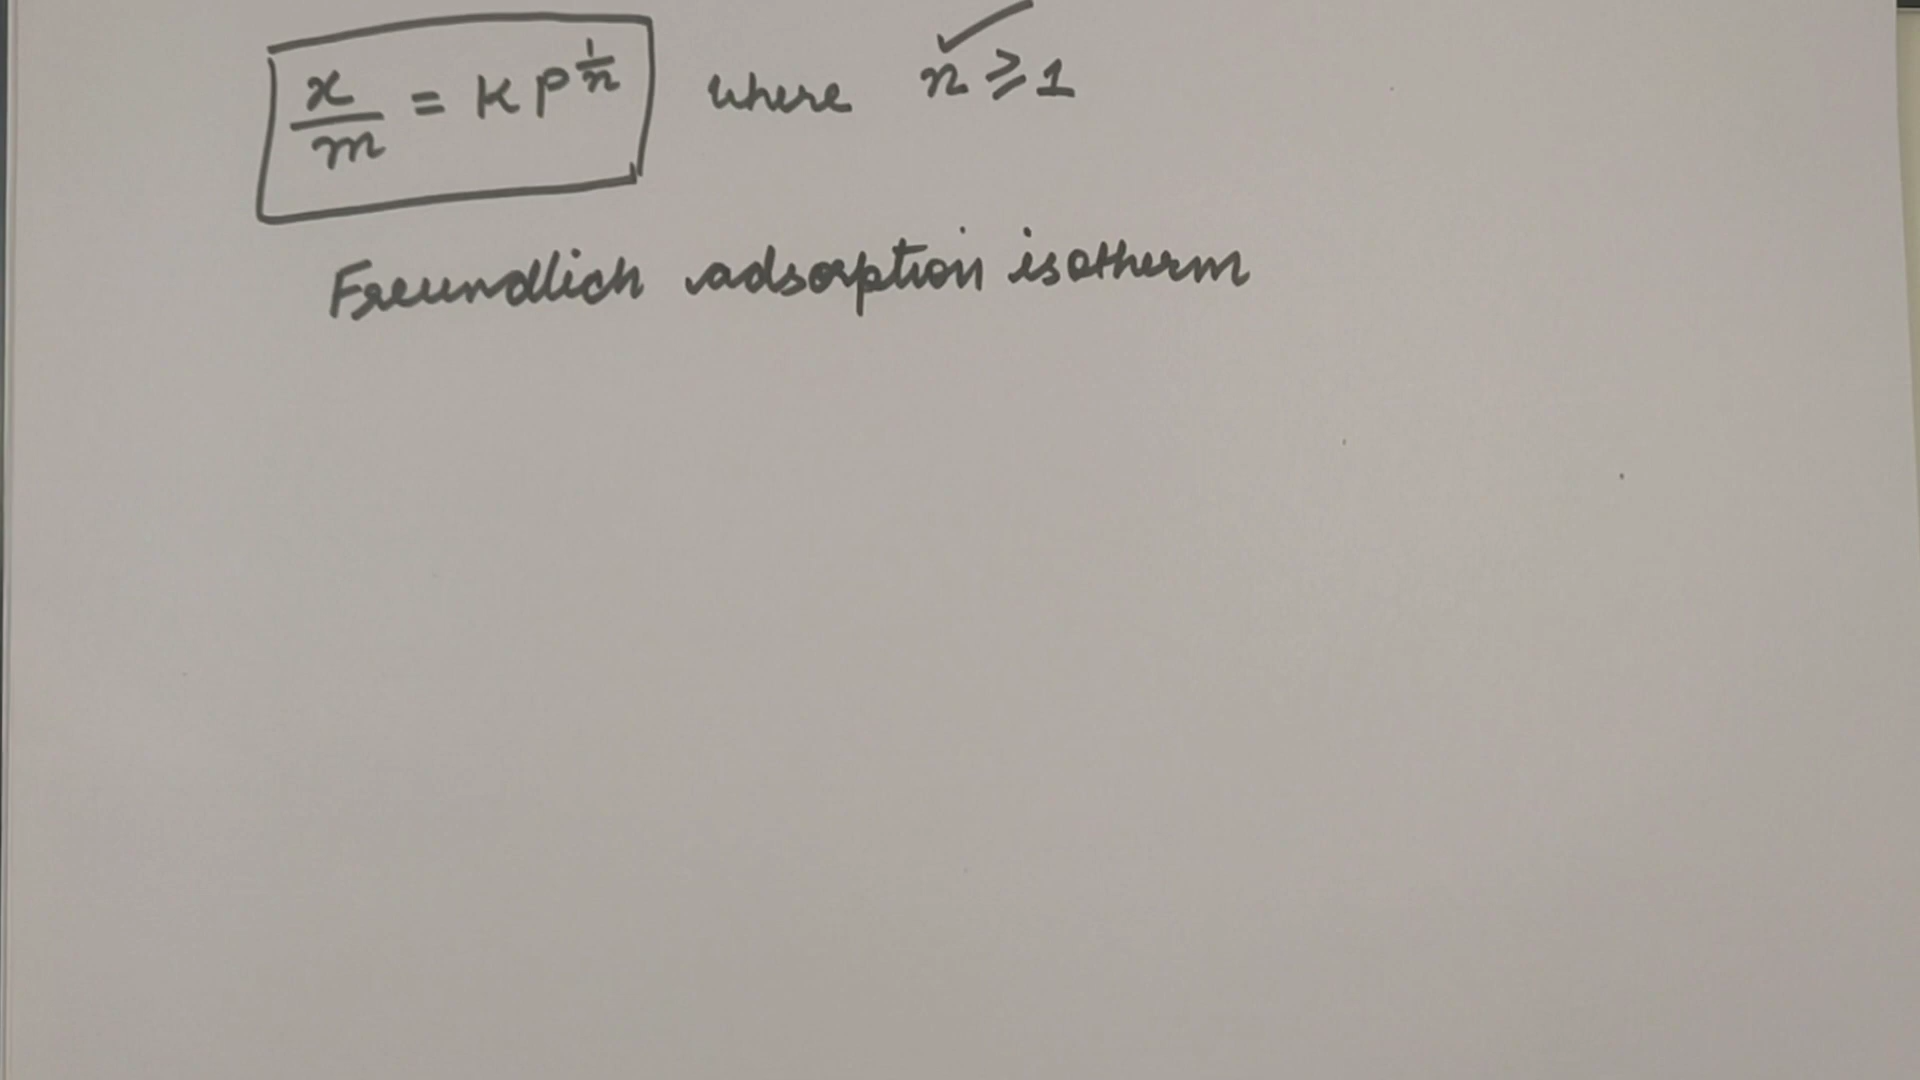 x/m = K P^(1/n) where n ⩾ 1
Freundlich adsorption isotherm